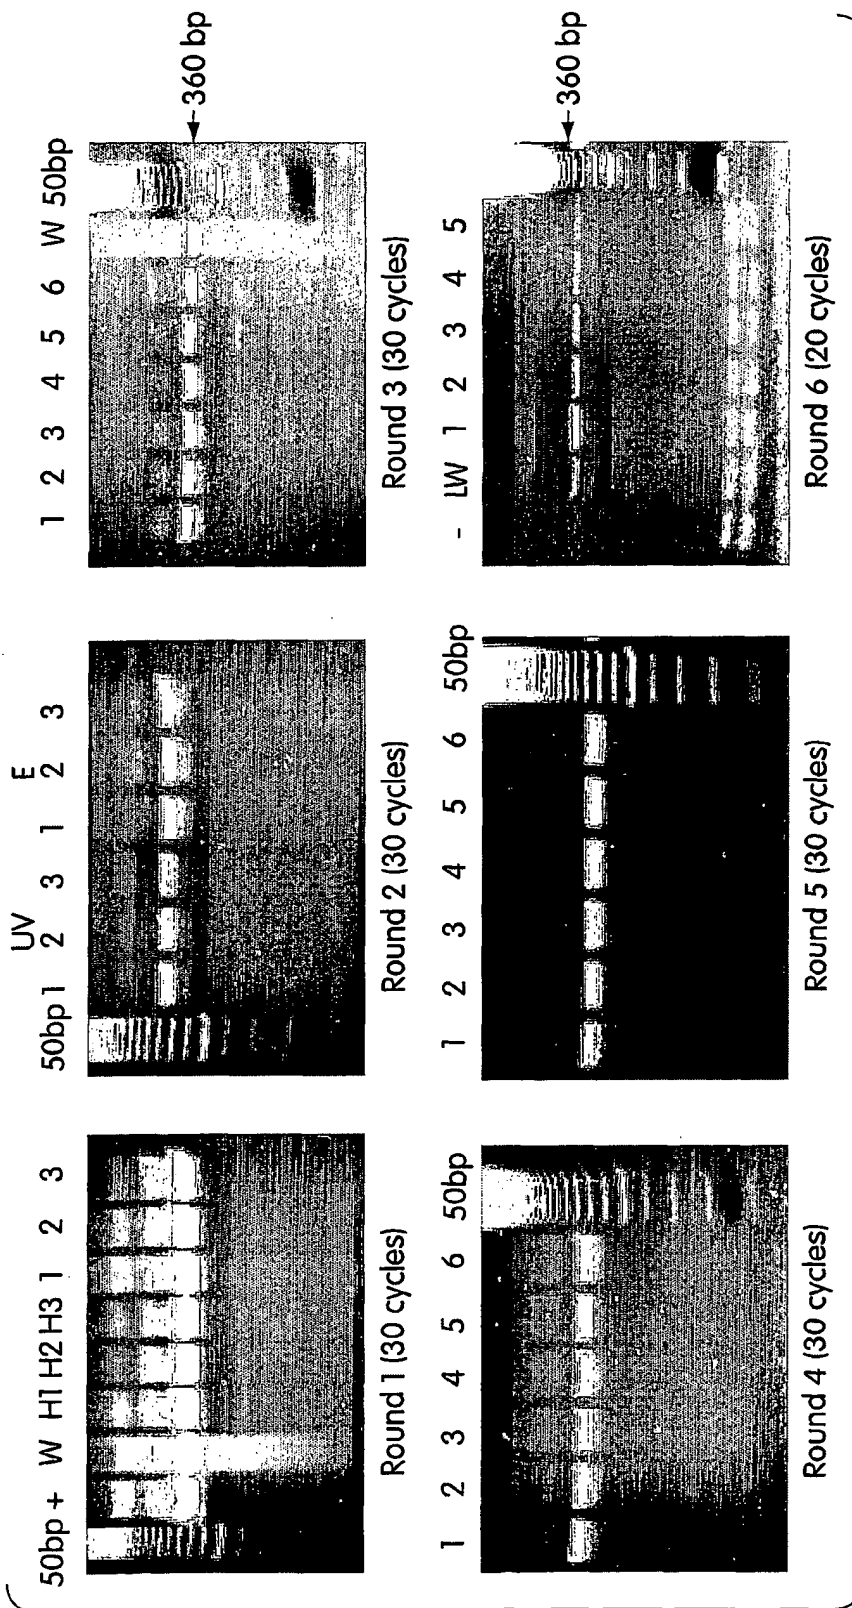 50bp + W H1 H2 H3 1 2 3
Round 1 (30 cycles)
UV E
50bp 1 2 3 1 2 3
Round 2 (30 cycles)
1 2 3 4 5 6 W 50bp
360 bp
Round 3 (30 cycles)
1 2 3 4 5 6 50bp
Round 4 (30 cycles)
1 2 3 4 5 6 50bp
Round 5 (30 cycles)
- LW 1 2 3 4 5
360 bp
Round 6 (20 cycles)